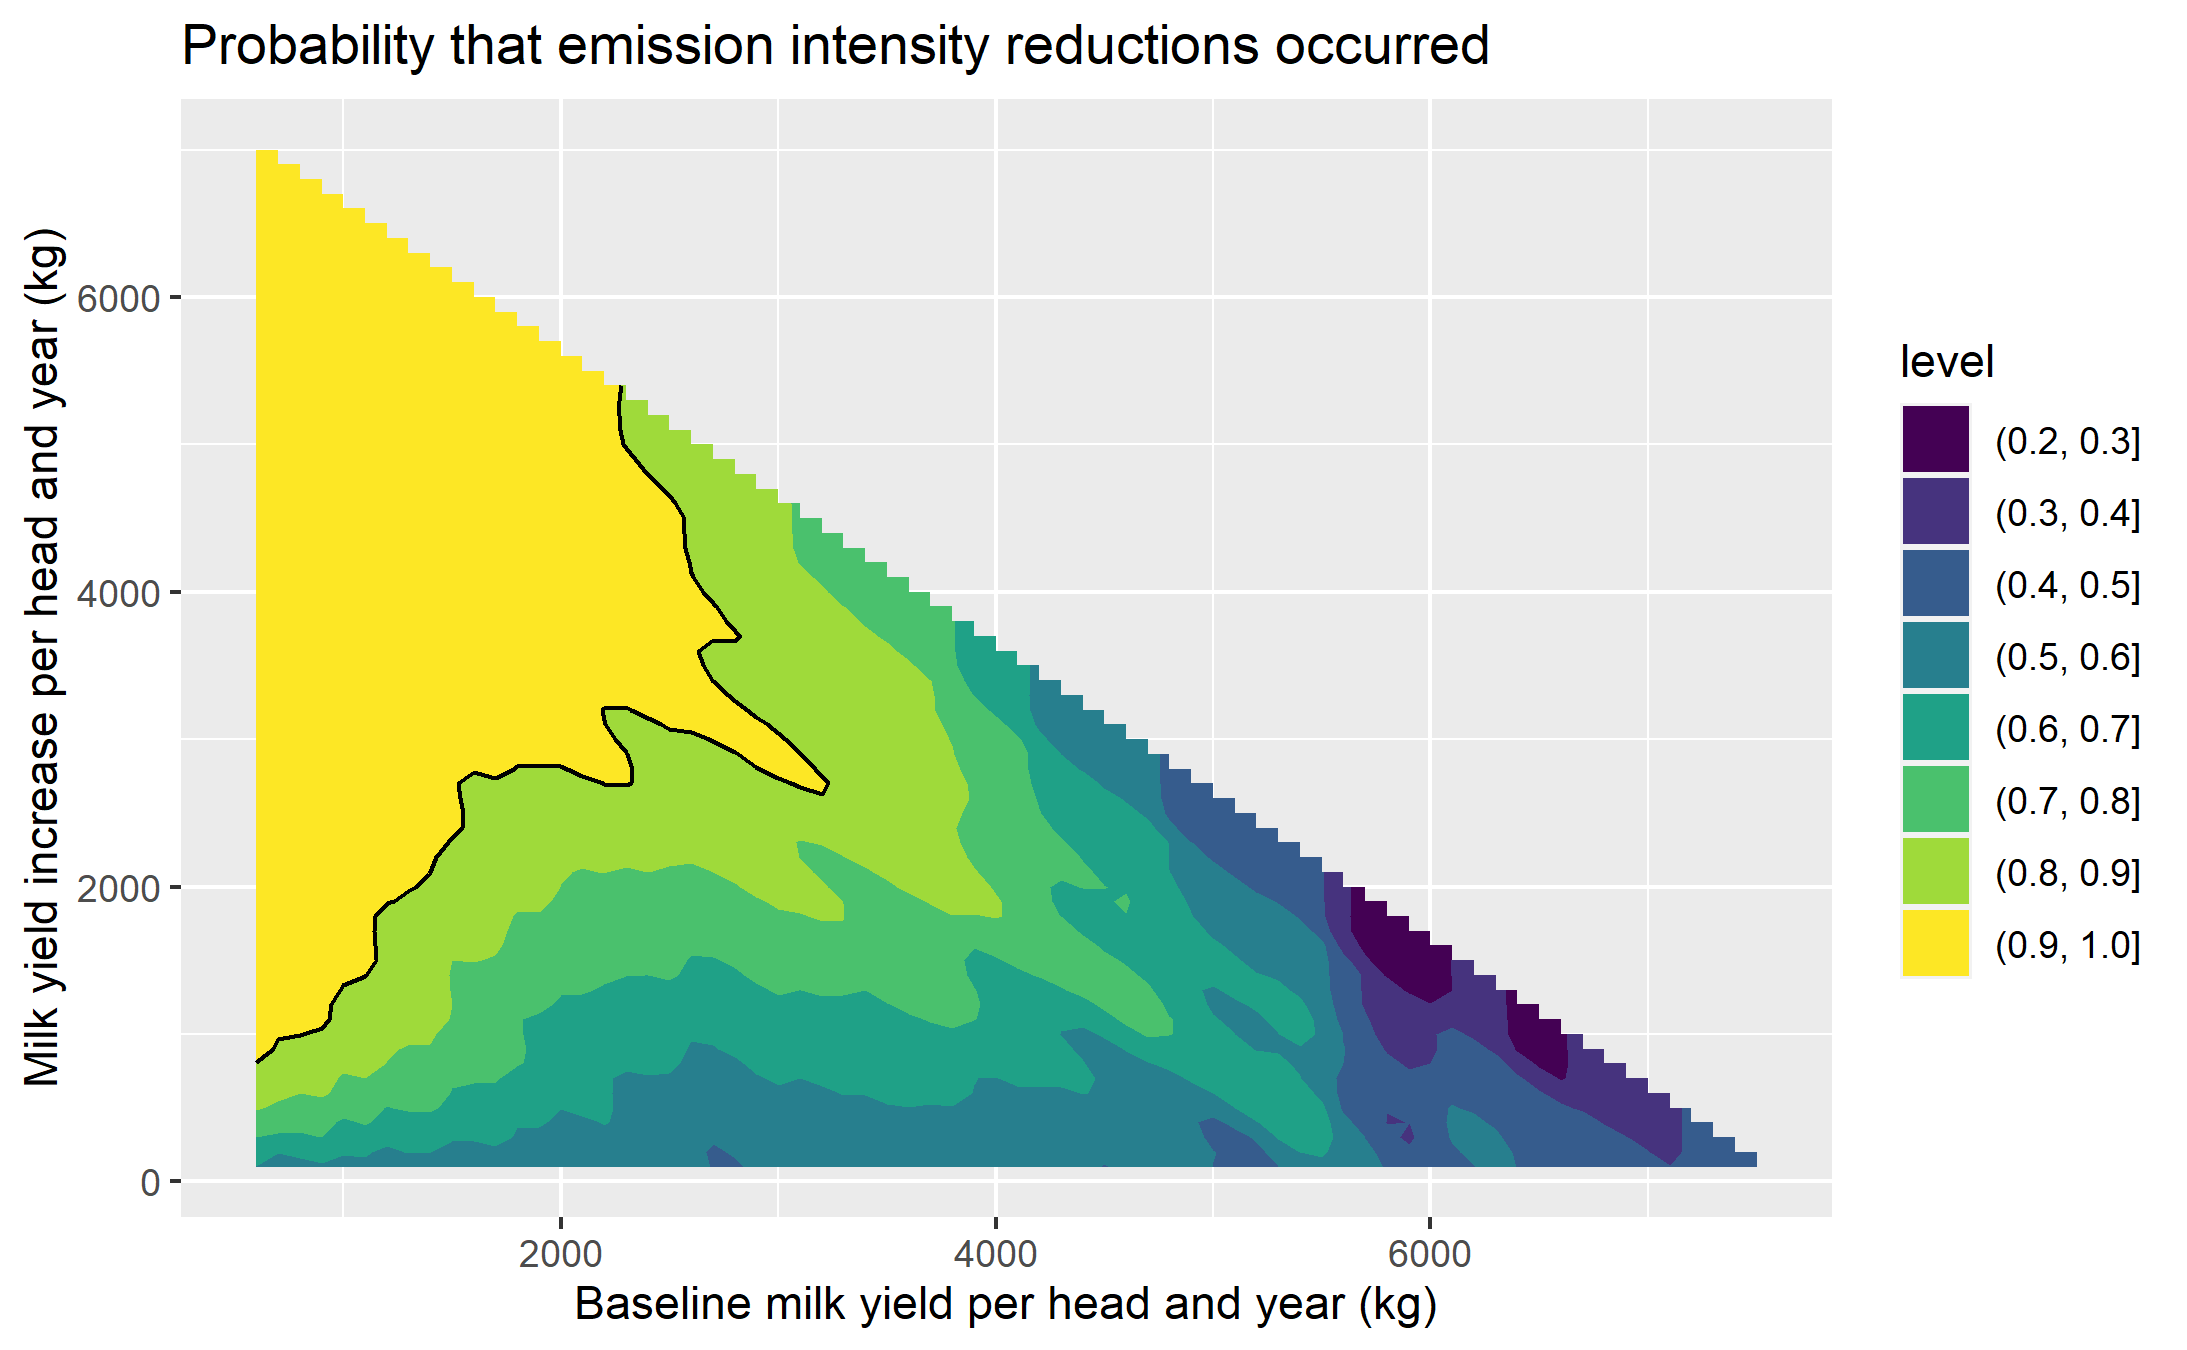 Probability that emission intensity reductions occurred
Milk yield increase per head and year (kg)
6000
4000
2000
0
2000 4000 6000
Baseline milk yield per head and year (kg)
level
(0.2, 0.3]
(0.3, 0.4]
(0.4, 0.5]
(0.5, 0.6]
(0.6, 0.7]
(0.7, 0.8]
(0.8, 0.9]
(0.9, 1.0]